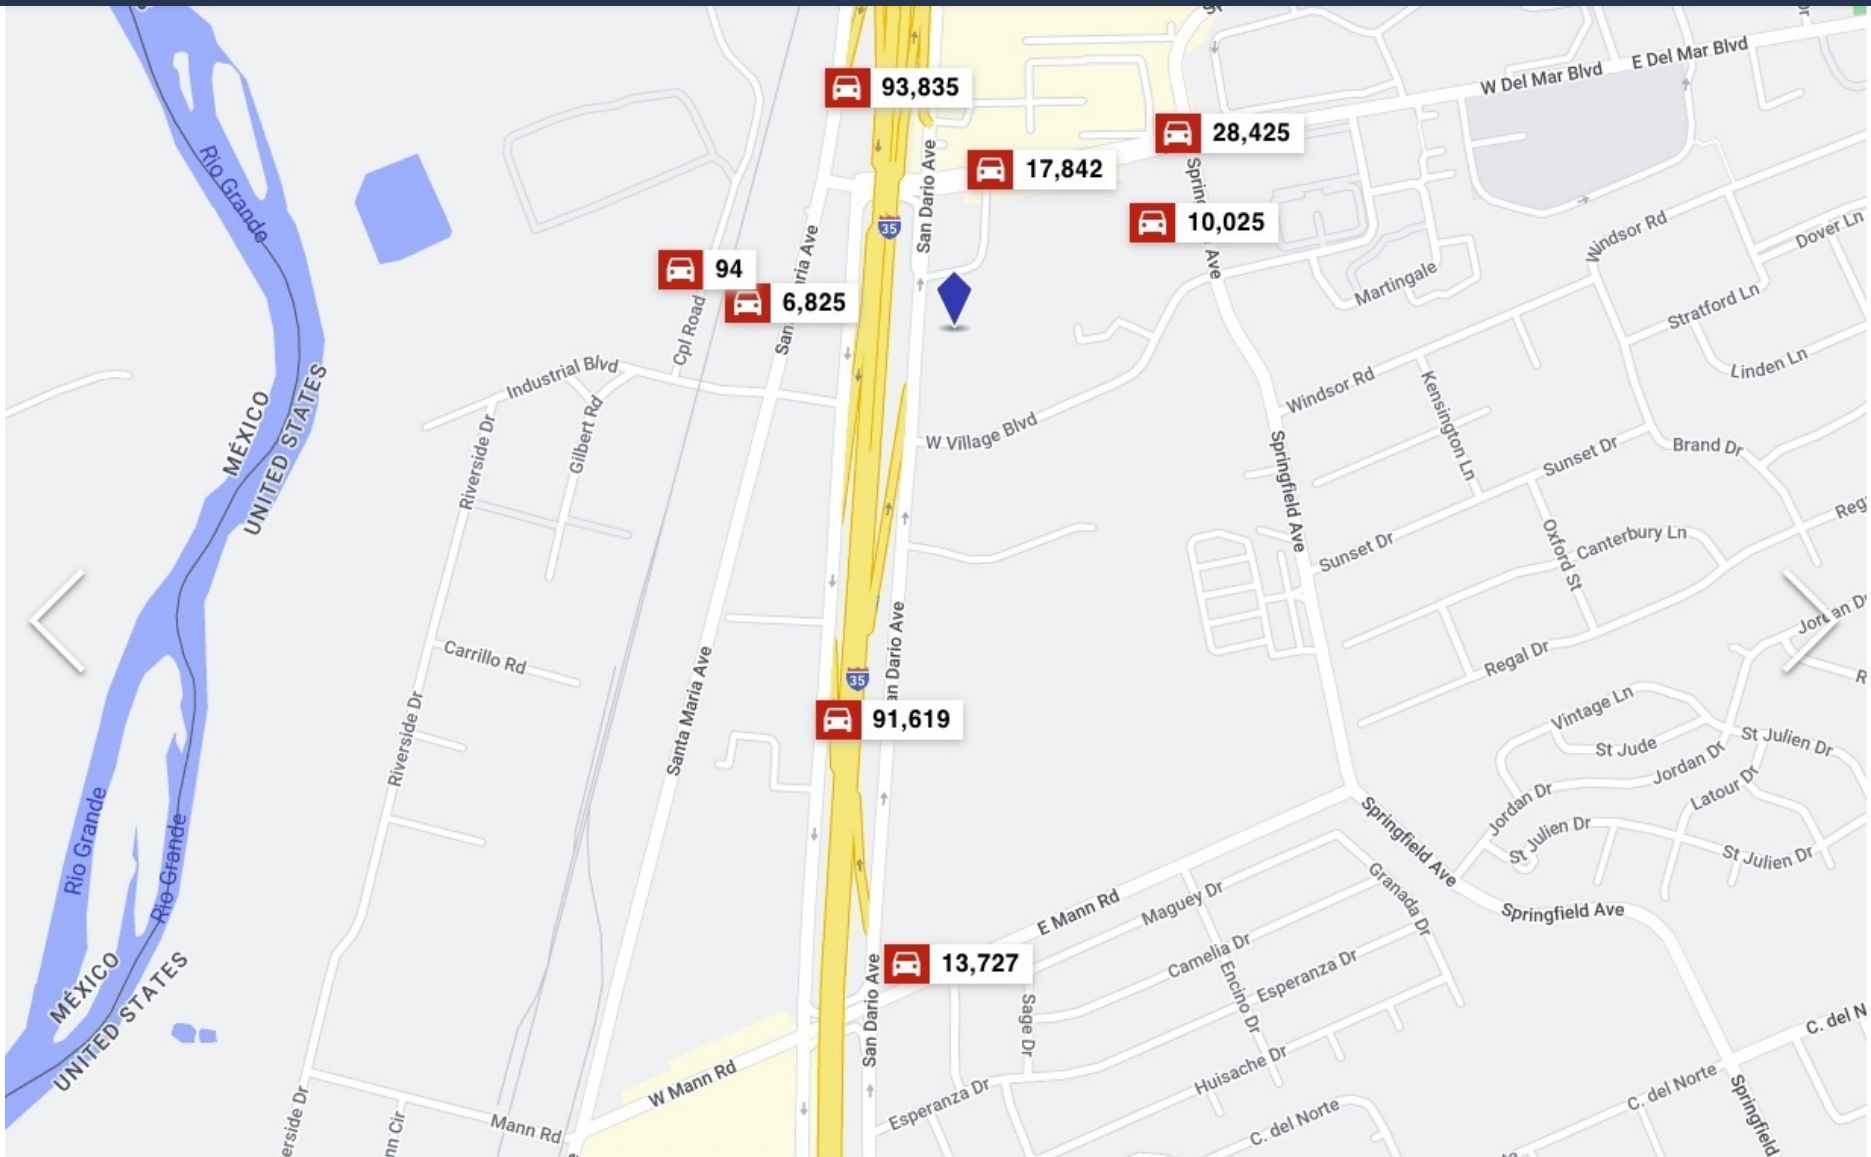 W Del Mar Blvd
E Del Mar Blvd
93,835
28,425
17,842
10,025
94
6,825
91,619
13,727
35
35
Rio Grande
Rio Grande
Rio Grande
MÉXICO
UNITED STATES
MÉXICO
UNITED STATES
San Dario Ave
San Dario Ave
Ave
Cpl Road
Industrial Blvd
Gilbert Rd
Riverside Dr
Riverside Dr
Carrillo Rd
Santa Maria Ave
W Village Blvd
Martingale
Windsor Rd
Windsor Rd
Dover Ln
Stratford Ln
Linden Ln
Kensington Ln
Sunset Dr
Sunset Dr
Brand Dr
Springfield Ave
Oxford St
Canterbury Ln
Regal Dr
Vintage Ln
St Jude
St Julien Dr
Jordan Dr
Jordan Dr
Latour Dr
St Julien Dr
St Julien Dr
Springfield Ave
Springfield Ave
Granada Dr
E Mann Rd
Maguey Dr
Camelia Dr
Encino Dr
Esperanza Dr
Sage Dr
San Dario Ave
W Mann Rd
Mann Rd
Esperanza Dr
Huisache Dr
C. del Norte
C. del Norte
C. del N
Springfield